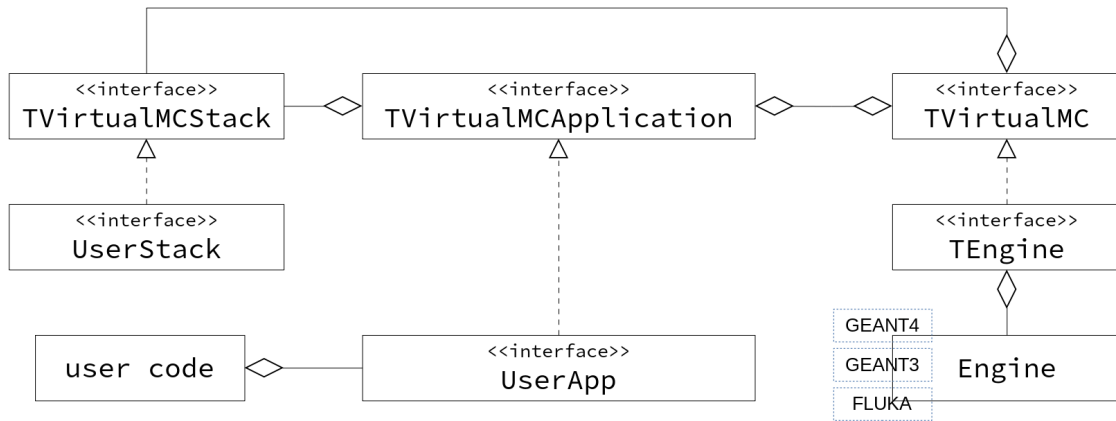 <<interface>>
TVirtualMCStack
<<interface>>
TVirtualMCApplication
<<interface>>
TVirtualMC
<<interface>>
UserStack
<<interface>>
TEngine
user code
<<interface>>
UserApp
GEANT4
GEANT3
FLUKA
Engine